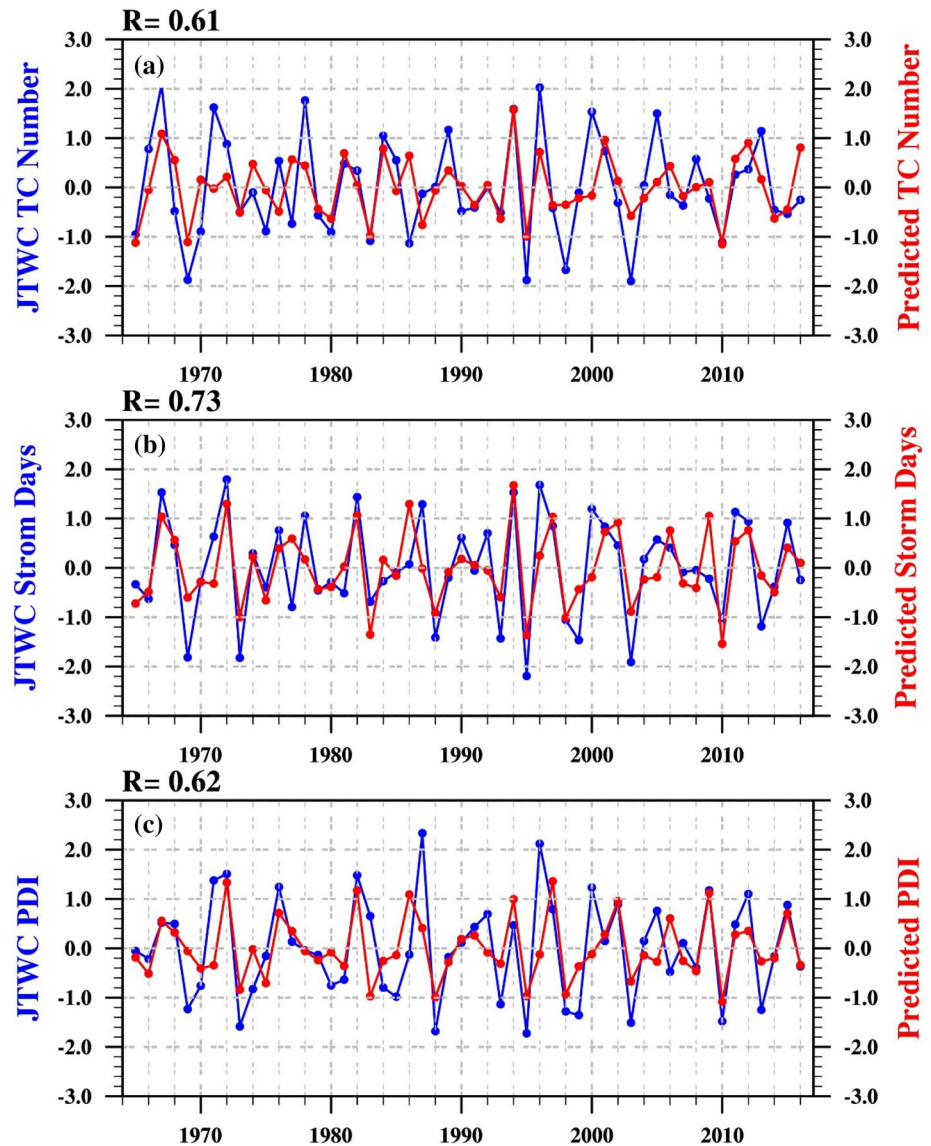 R= 0.61
(a)
JTWC TC Number
Predicted TC Number
3.0 3.0
2.0 2.0
1.0 1.0
0.0 0.0
-1.0 -1.0
-2.0 -2.0
-3.0 -3.0
1970 1980 1990 2000 2010
R= 0.73
(b)
JTWC Strom Days
Predicted Storm Days
3.0 3.0
2.0 2.0
1.0 1.0
0.0 0.0
-1.0 -1.0
-2.0 -2.0
-3.0 -3.0
1970 1980 1990 2000 2010
R= 0.62
(c)
JTWC PDI
Predicted PDI
3.0 3.0
2.0 2.0
1.0 1.0
0.0 0.0
-1.0 -1.0
-2.0 -2.0
-3.0 -3.0
1970 1980 1990 2000 2010